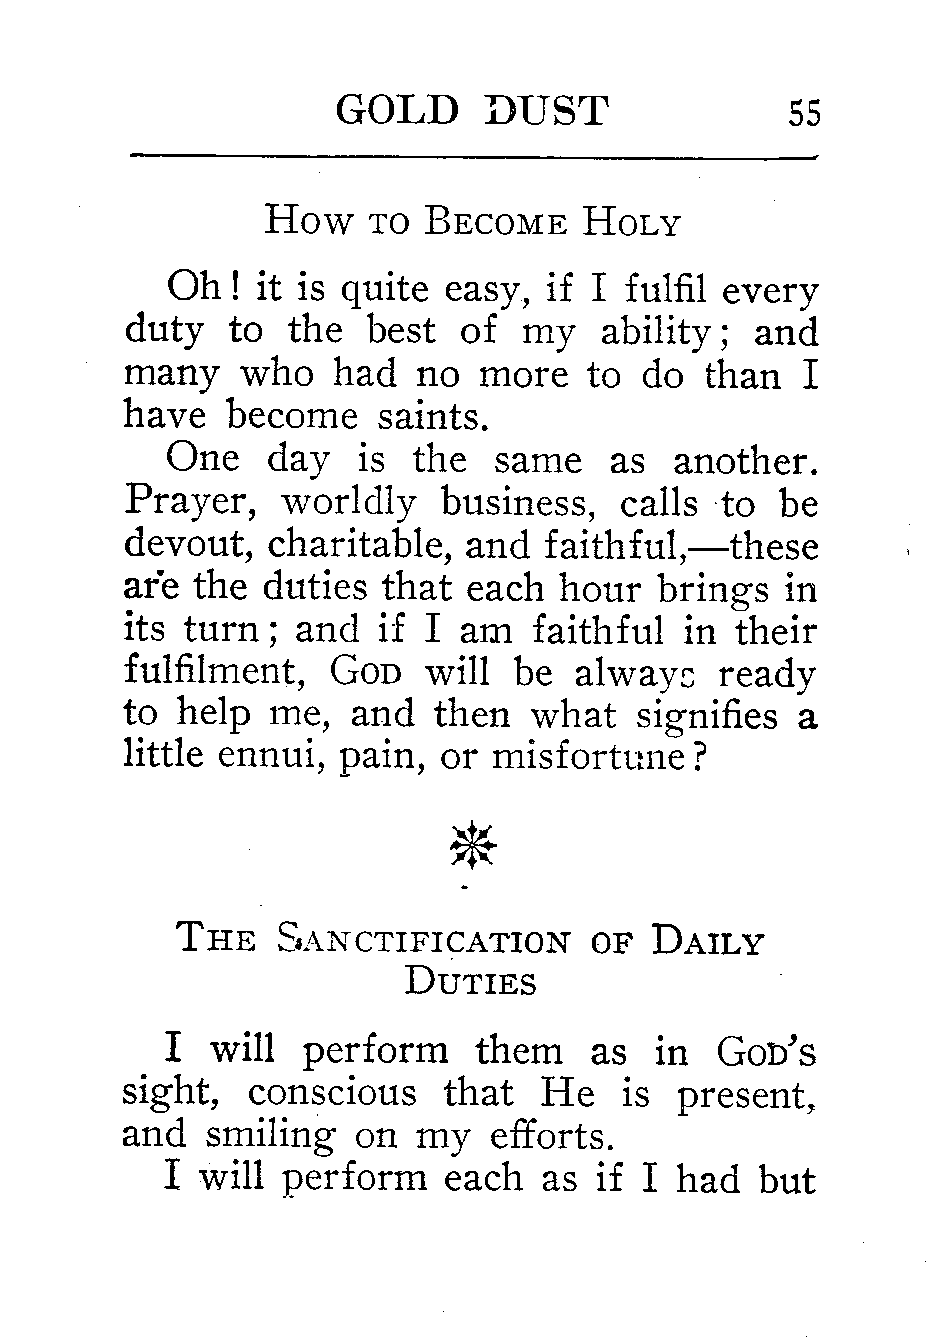 GOLD DUST 55
How to Become Holy
Oh! it is quite easy, if I fulfil every
duty to the best of my ability; and
many who had no more to do than I
have become saints.
One day is the same as another.
Prayer, worldly business, calls to be
devout, charitable, and faithful,—these
are the duties that each hour brings in
its turn; and if I am faithful in their
fulfilment, God will be always ready
to help me, and then what signifies a
little ennui, pain, or misfortune?
The Sanctification of Daily
Duties
I will perform them as in God's
sight, conscious that He is present,
and smiling on my efforts.
I will perform each as if I had but